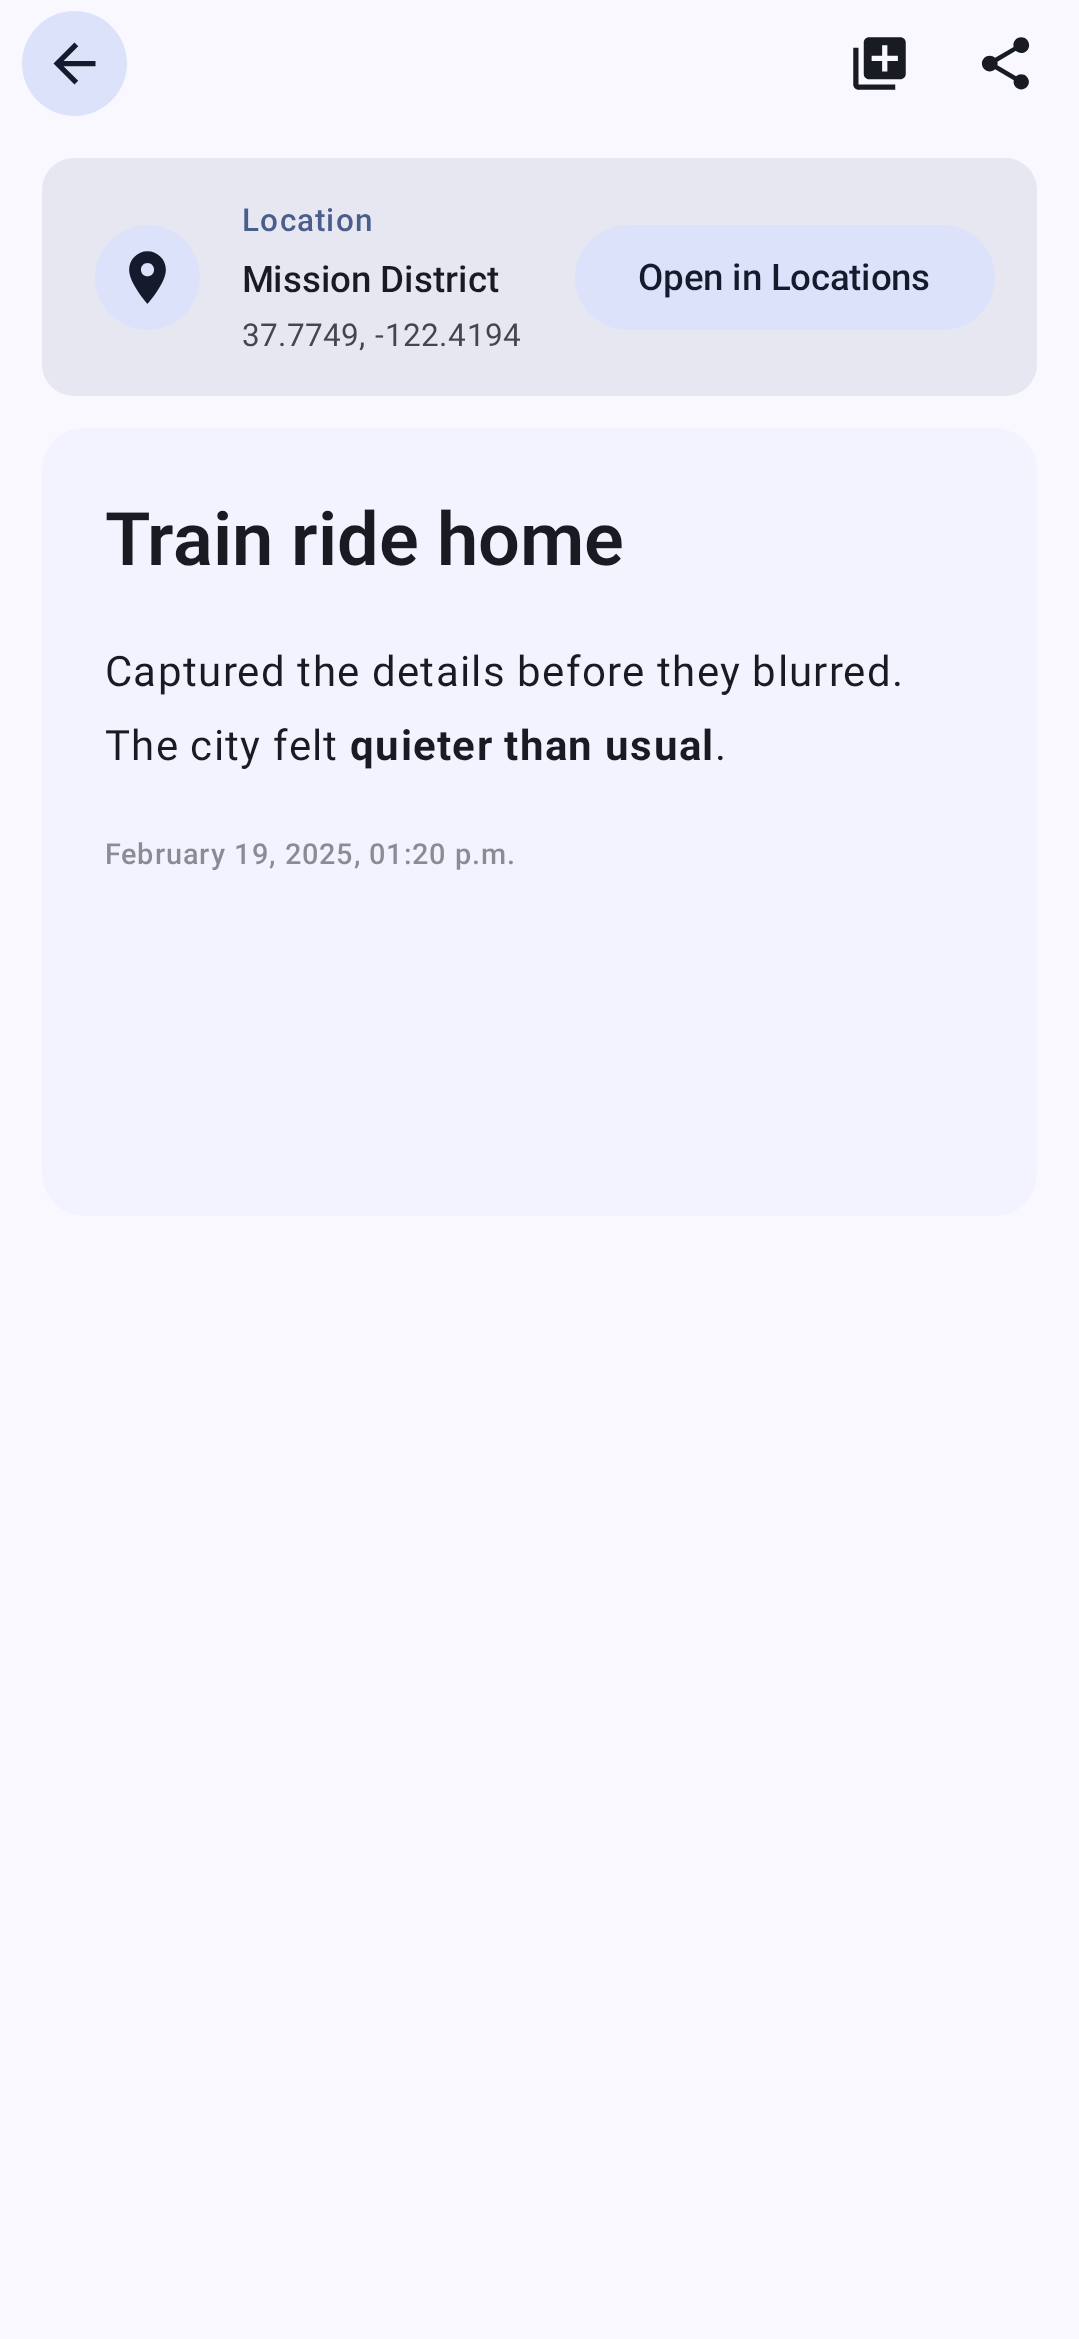 Location
Mission District
37.7749, -122.4194
Open in Locations
Train ride home
Captured the details before they blurred.
The city felt quieter than usual.
February 19, 2025, 01:20 p.m.